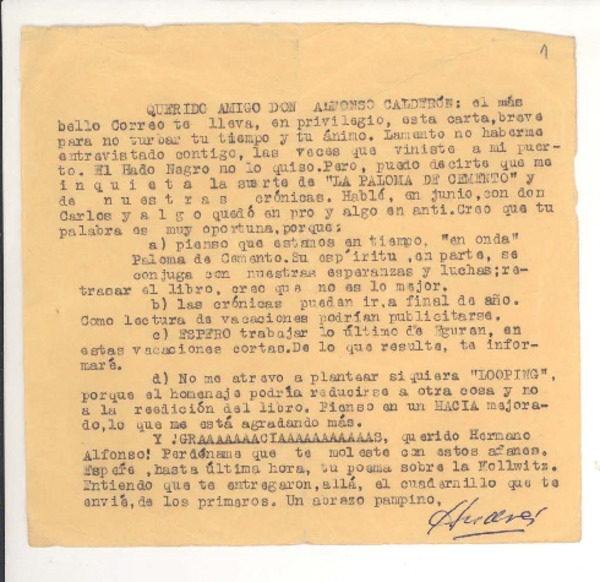 1
QUERIDO AMIGO DON ALFONSO CALDERÓN: el más
bello Correo te lleva, en privilegio, esta carta,breve
para no turbar tu tiempo y tu ánimo. Lamento no haberme
entrevistado contigo, las veces que viniste a mi puer-
to. El Hado Negro no lo quiso.Pero, puedo decirte que me
i n q u i e t a la suerte de "LA PALOMA DE CEMENTO" y
de n u e s t r a s crónicas. Hablé, en junio,con don
Carlos y a l g o quedó en pro y algo en anti.Creo que tu
palabra es muy oportuna,porque:
a) pienso que estamos en tiempo, "en onda"
Paloma de Cemento.Su espíritu ,en parte, se
conjuga con nuestras esperanzas y luchas;re-
trasar el libro, creo que no es lo mejor.
b) las crónicas pueden ir,a final de año.
Como lectura de vacaciones podrían publicitarse.
c) ESPERO trabajar lo último de Eguren, en
estas vacaciones cortas.De lo que resulte, te infor-
maré.
d) No me atrevo a plantear siquiera "LOOPING",
porque el homenaje podría reducirse a otra cosa y no
a la reedición del libro. Pienso en un HACIA mejora-
do,lo que me está agradando más.
Y ¡GRAAAAAAACIAAAAAAAAAAAS, querido Hermano
Alfonso! Perdóname que te moleste con estos afanes.
Esperé ,hasta última hora, tu poema sobre la Kollwitz.
Entiendo que te entregaron,allá, el cuadernillo que te
envié,de los primeros. Un abrazo pampino,
Andrés